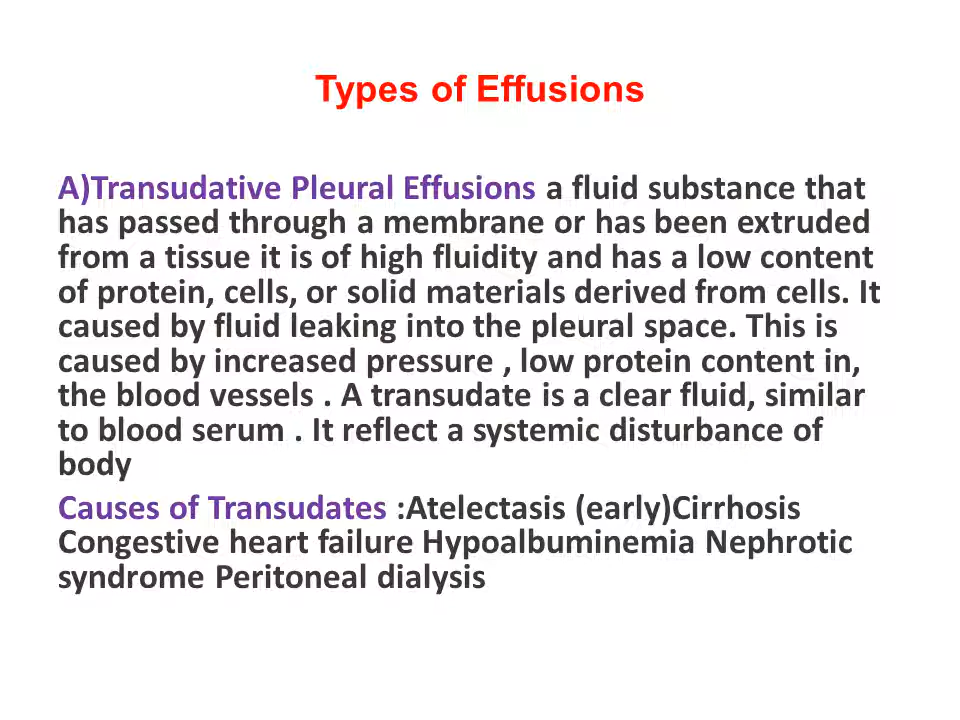 Types of Effusions
A)Transudative Pleural Effusions a fluid substance that
has passed through a membrane or has been extruded
from a tissue it is of high fluidity and has a low content
of protein, cells, or solid materials derived from cells. It
caused by fluid leaking into the pleural space. This is
caused by increased pressure , low protein content in,
the blood vessels . A transudate is a clear fluid, similar
to blood serum . It reflect a systemic disturbance of
body
Causes of Transudates :Atelectasis (early)Cirrhosis
Congestive heart failure Hypoalbuminemia Nephrotic
syndrome Peritoneal dialysis